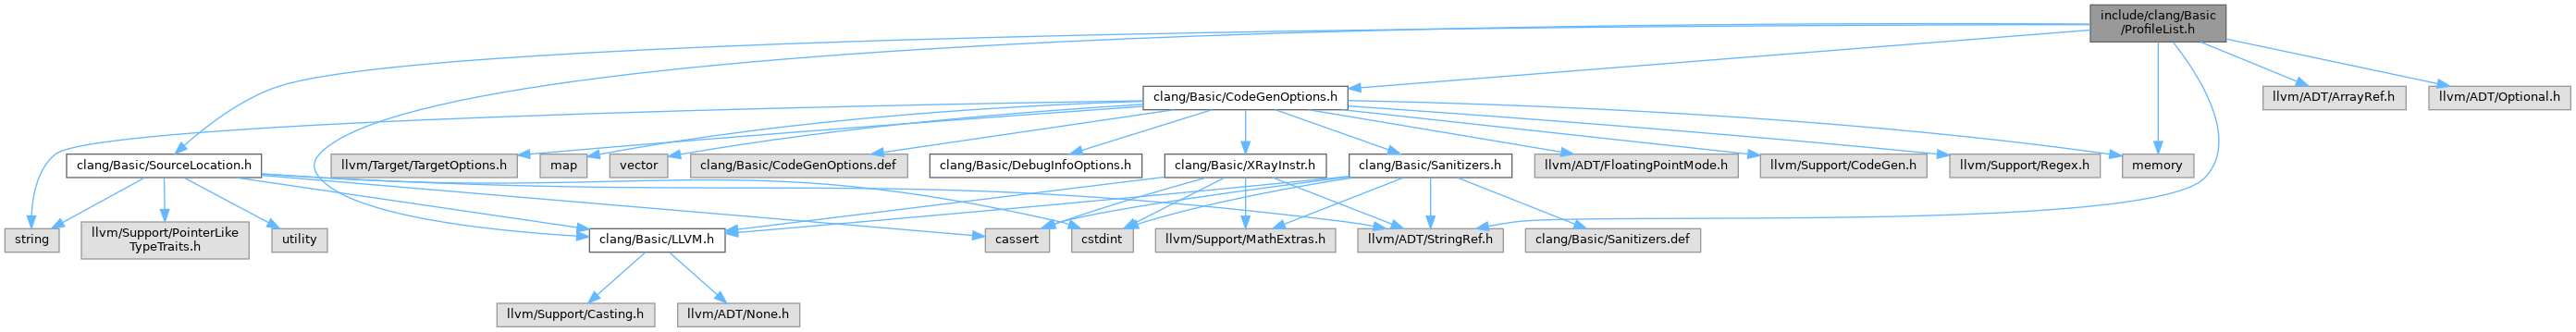 include/clang/Basic
/ProfileList.h
clang/Basic/CodeGenOptions.h
llvm/ADT/ArrayRef.h
llvm/ADT/Optional.h
clang/Basic/SourceLocation.h
llvm/Target/TargetOptions.h
map
vector
clang/Basic/CodeGenOptions.def
clang/Basic/DebugInfoOptions.h
clang/Basic/XRayInstr.h
clang/Basic/Sanitizers.h
llvm/ADT/FloatingPointMode.h
llvm/Support/CodeGen.h
llvm/Support/Regex.h
memory
string
llvm/Support/PointerLike
TypeTraits.h
utility
clang/Basic/LLVM.h
cassert
cstdint
llvm/Support/MathExtras.h
llvm/ADT/StringRef.h
clang/Basic/Sanitizers.def
llvm/Support/Casting.h
llvm/ADT/None.h